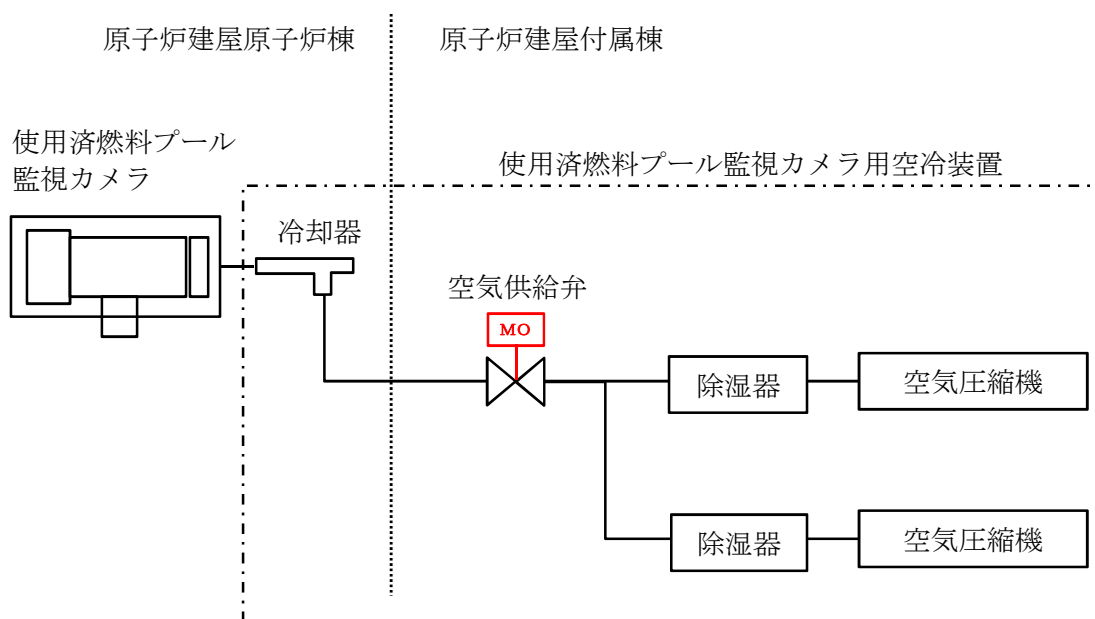 原子炉建屋原子炉棟
原子炉建屋付属棟
使用済燃料プール
監視カメラ
使用済燃料プール監視カメラ用空冷装置
冷却器
空気供給弁
MO
除湿器
空気圧縮機
除湿器
空気圧縮機